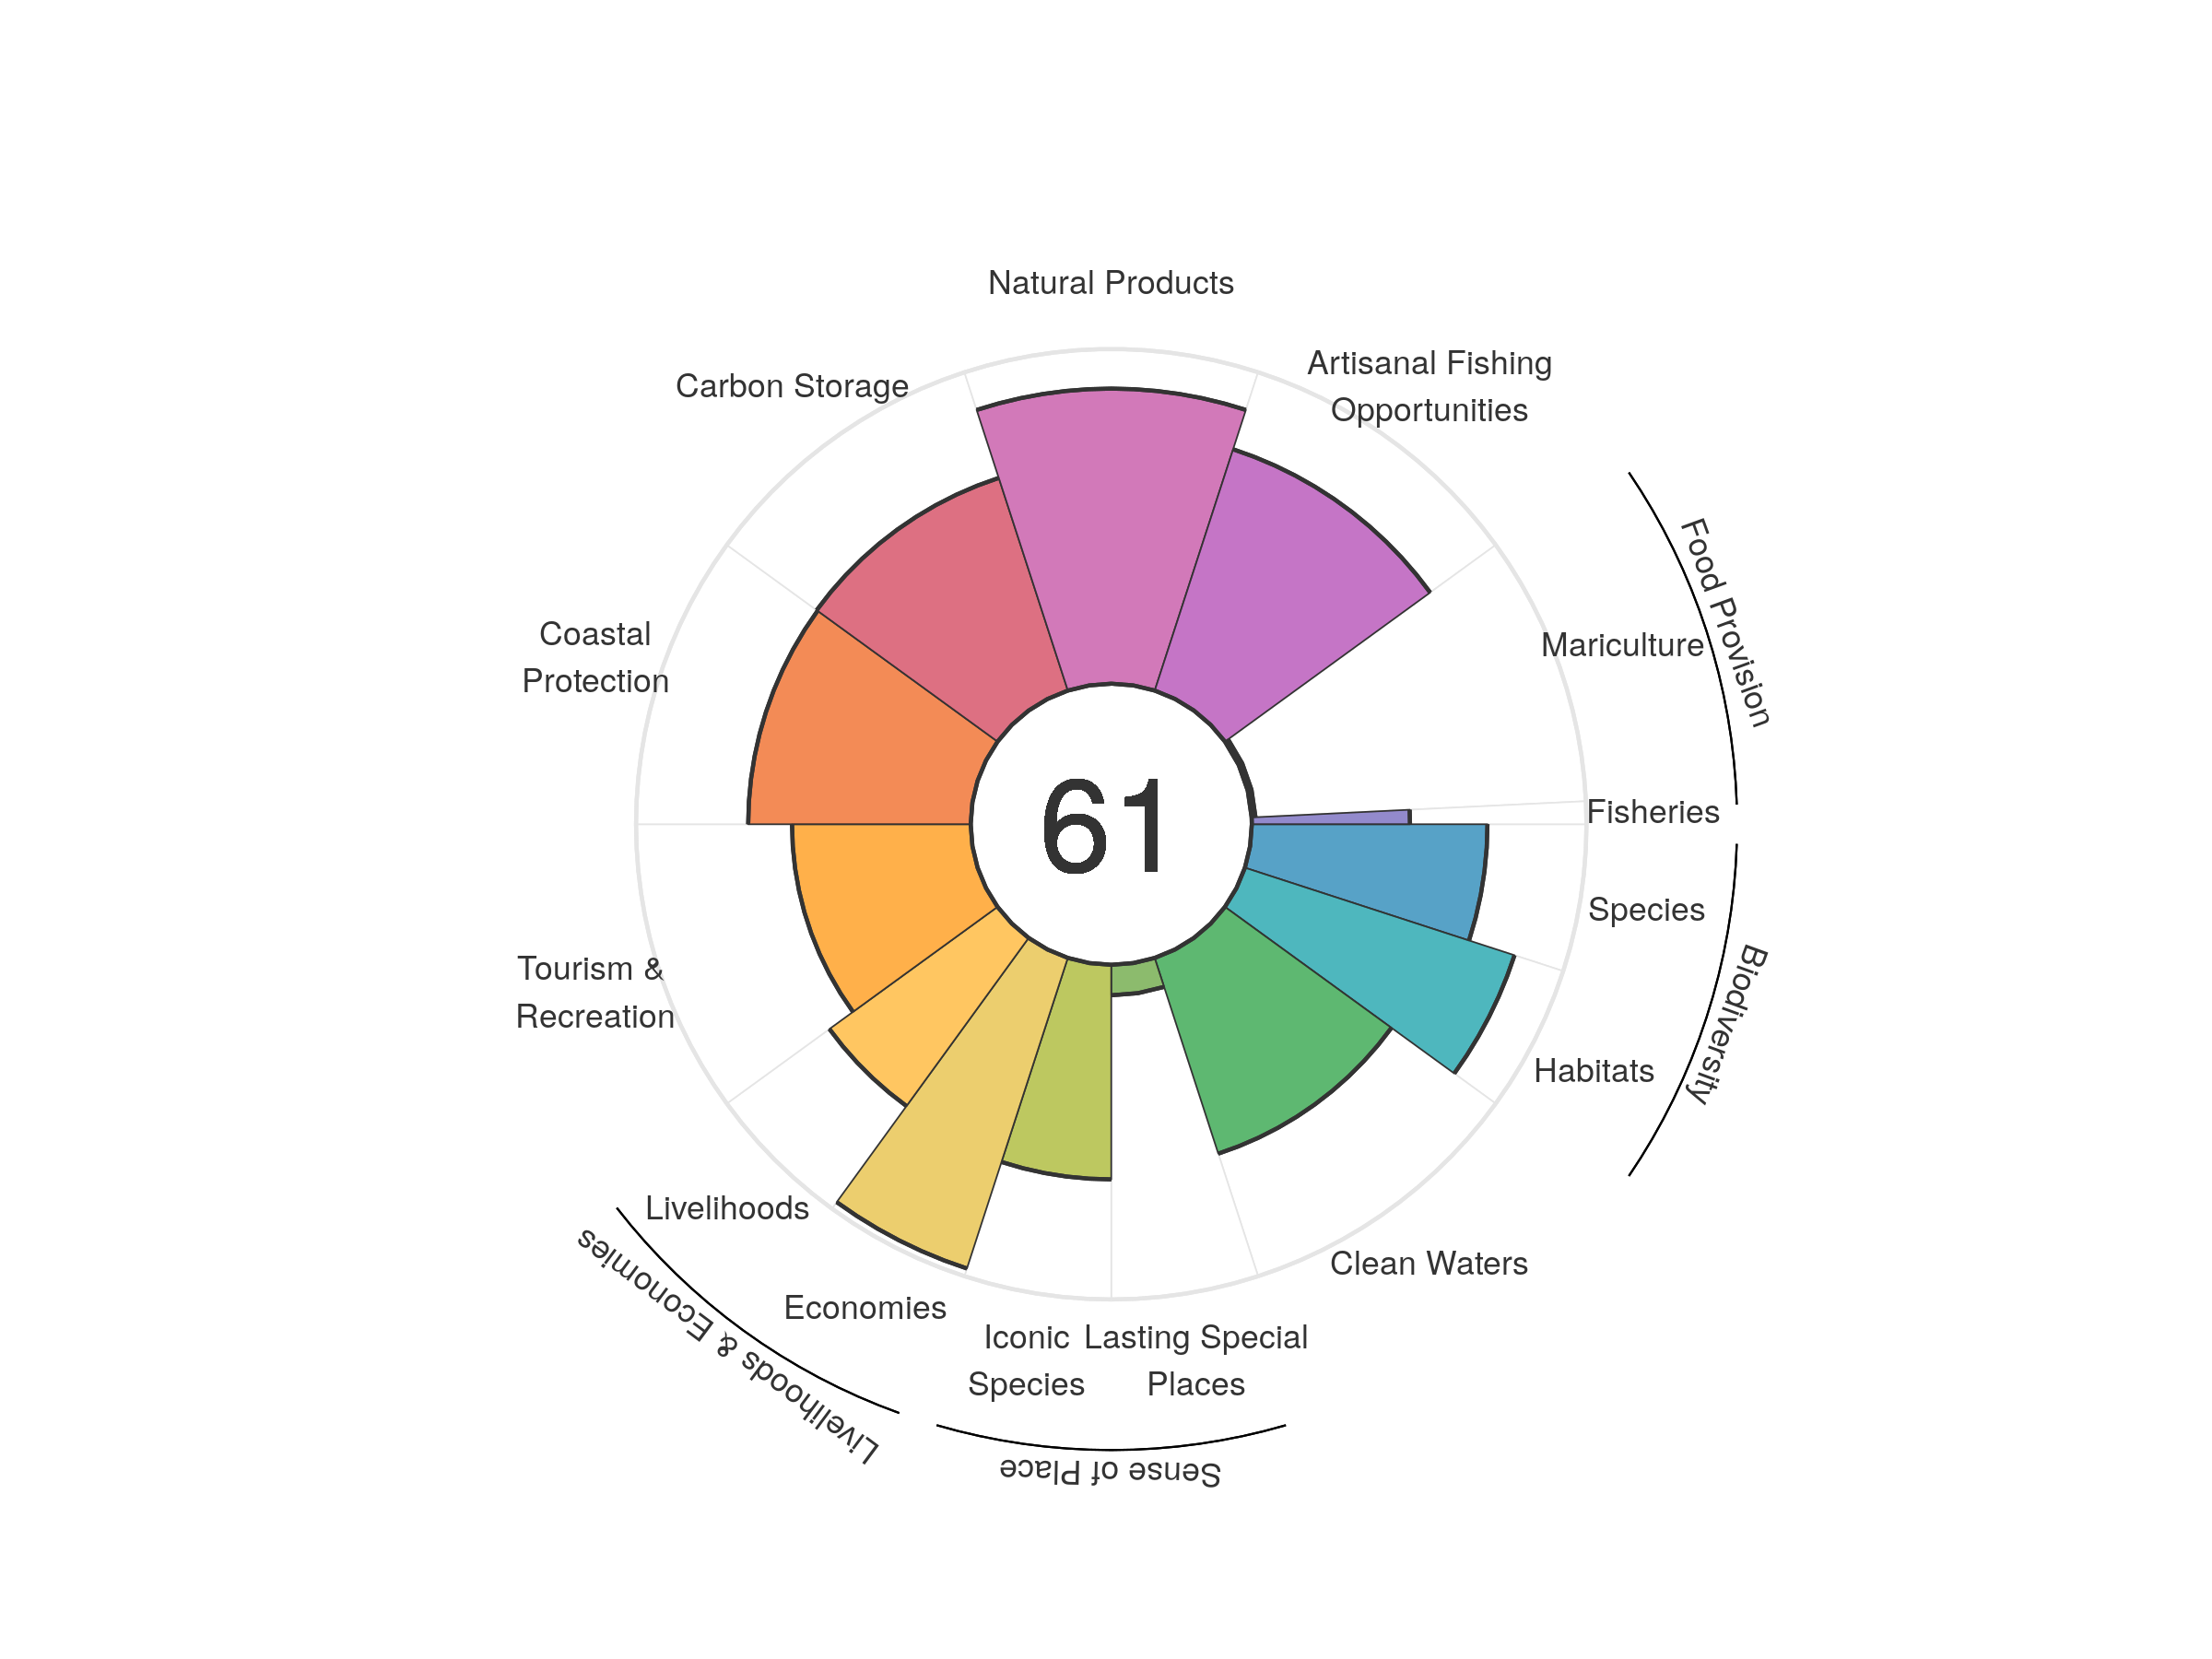 Natural Products
Artisanal Fishing
Opportunities
Carbon Storage
Food Provision
Coastal
Protection
Mariculture
61
Fisheries
Species
Biodiversity
Tourism &
Recreation
Habitats
Livelihoods
Livelihoods & Economies
Clean Waters
Economies
Iconic
Species
Lasting Special
Places
Sense of Place